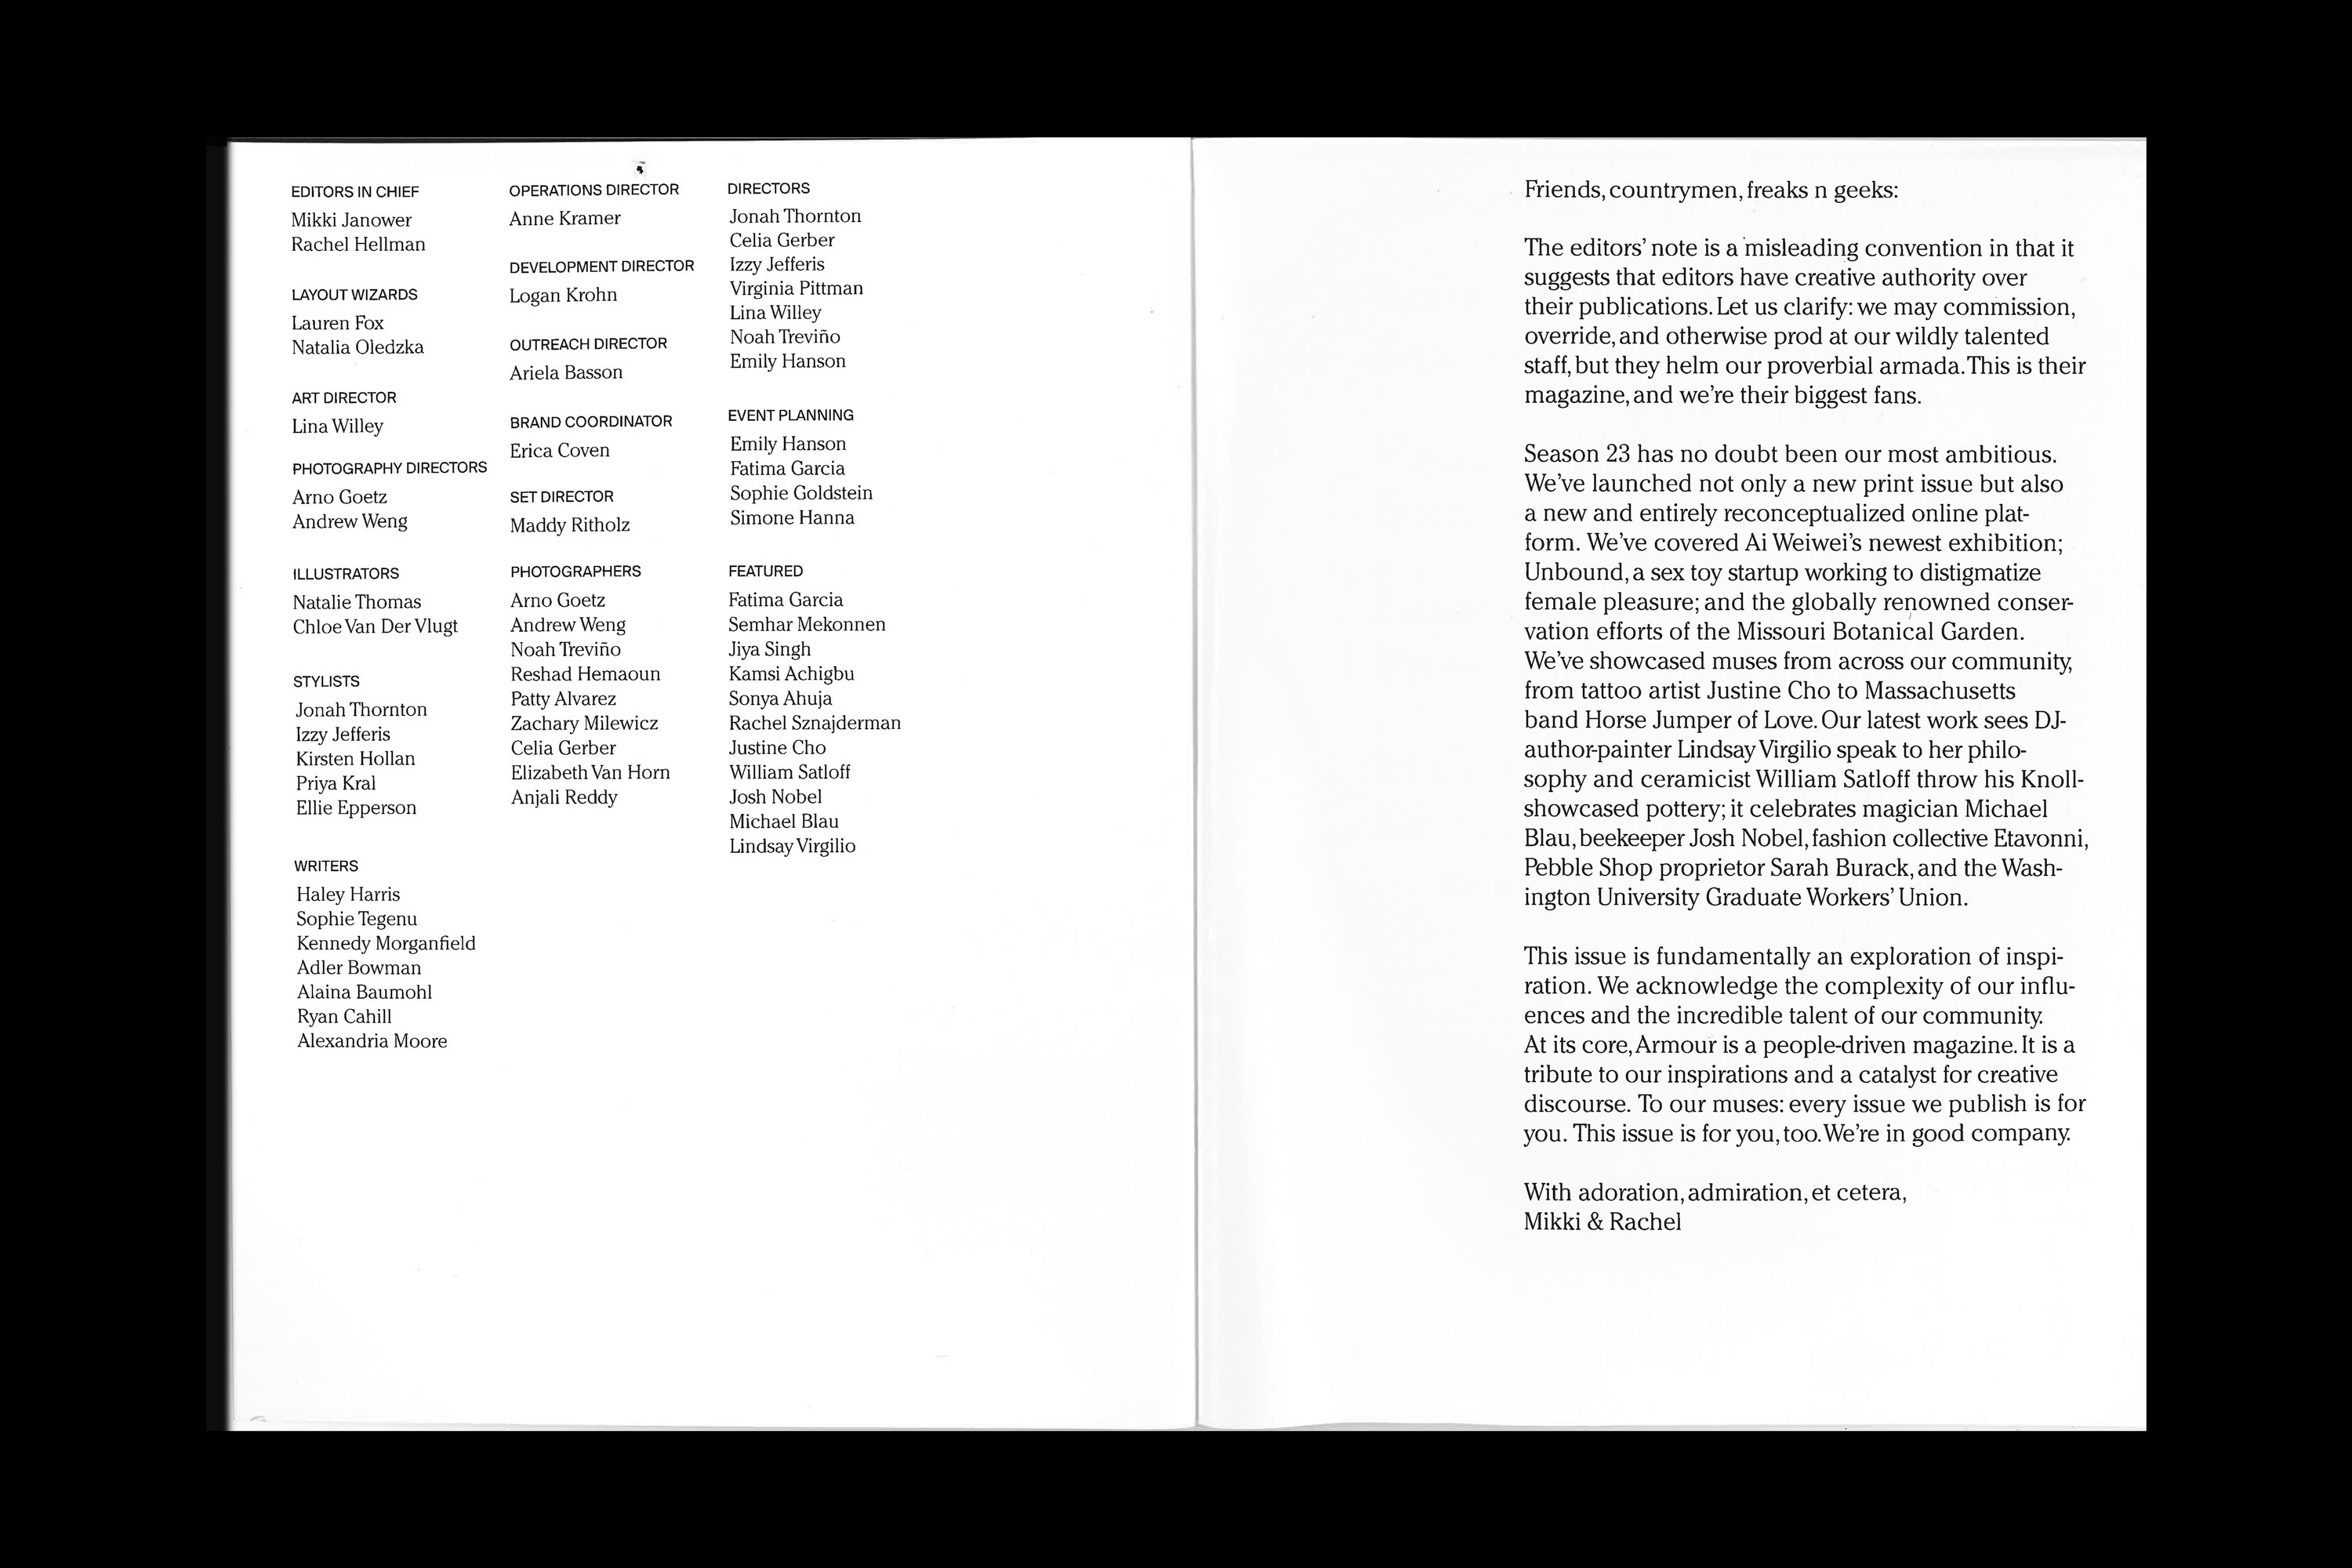 EDITORS IN CHIEF
Mikki Janower
Rachel Hellman
LAYOUT WIZARDS
Lauren Fox
Natalia Oledzka
ART DIRECTOR
Lina Willey
PHOTOGRAPHY DIRECTORS
Arno Goetz
Andrew Weng
ILLUSTRATORS
Natalie Thomas
Chloe Van Der Vlugt
STYLISTS
Jonah Thornton
Izzy Jefferis
Kirsten Hollan
Priya Kral
Ellie Epperson
WRITERS
Haley Harris
Sophie Tegenu
Kennedy Morganfield
Adler Bowman
Alaina Baumohl
Ryan Cahill
Alexandria Moore
OPERATIONS DIRECTOR
Anne Kramer
DEVELOPMENT DIRECTOR
Logan Krohn
OUTREACH DIRECTOR
Ariela Basson
BRAND COORDINATOR
Erica Coven
SET DIRECTOR
Maddy Ritholz
PHOTOGRAPHERS
Arno Goetz
Andrew Weng
Noah Treviño
Reshad Hemaoun
Patty Alvarez
Zachary Milewicz
Celia Gerber
Elizabeth Van Horn
Anjali Reddy
DIRECTORS
Jonah Thornton
Celia Gerber
Izzy Jefferis
Virginia Pittman
Lina Willey
Noah Treviño
Emily Hanson
EVENT PLANNING
Emily Hanson
Fatima Garcia
Sophie Goldstein
Simone Hanna
FEATURED
Fatima Garcia
Semhar Mekonnen
Jiya Singh
Kamsi Achigbu
Sonya Ahuja
Rachel Sznajderman
Justine Cho
William Satloff
Josh Nobel
Michael Blau
Lindsay Virgilio
Friends, countrymen, freaks n geeks:
The editors’ note is a misleading convention in that it
suggests that editors have creative authority over
their publications. Let us clarify: we may commission,
override, and otherwise prod at our wildly talented
staff, but they helm our proverbial armada. This is their
magazine, and we’re their biggest fans.
Season 23 has no doubt been our most ambitious.
We’ve launched not only a new print issue but also
a new and entirely reconceptualized online plat-
form. We’ve covered Ai Weiwei’s newest exhibition;
Unbound, a sex toy startup working to distigmatize
female pleasure; and the globally renowned conser-
vation efforts of the Missouri Botanical Garden.
We’ve showcased muses from across our community,
from tattoo artist Justine Cho to Massachusetts
band Horse Jumper of Love. Our latest work sees DJ-
author-painter Lindsay Virgilio speak to her philo-
sophy and ceramicist William Satloff throw his Knoll-
showcased pottery; it celebrates magician Michael
Blau, beekeeper Josh Nobel, fashion collective Etavonni,
Pebble Shop proprietor Sarah Burack, and the Wash-
ington University Graduate Workers’ Union.
This issue is fundamentally an exploration of inspi-
ration. We acknowledge the complexity of our influ-
ences and the incredible talent of our community.
At its core, Armour is a people-driven magazine. It is a
tribute to our inspirations and a catalyst for creative
discourse. To our muses: every issue we publish is for
you. This issue is for you, too. We’re in good company.
With adoration, admiration, et cetera,
Mikki & Rachel